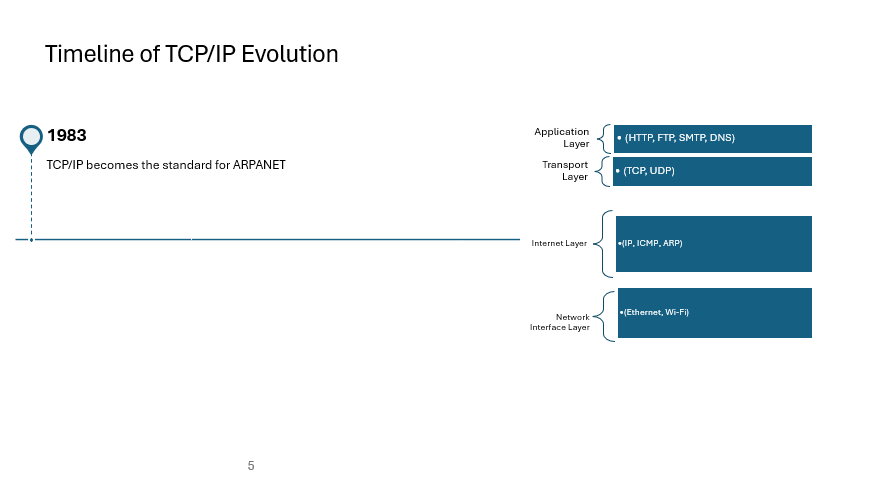 Timeline of TCP/IP Evolution
1983
TCP/IP becomes the standard for ARPANET
Application
Layer
• (HTTP, FTP, SMTP, DNS)
Transport
Layer
• (TCP, UDP)
Internet Layer
•(IP, ICMP, ARP)
Network
Interface Layer
•(Ethernet, Wi-Fi)
5